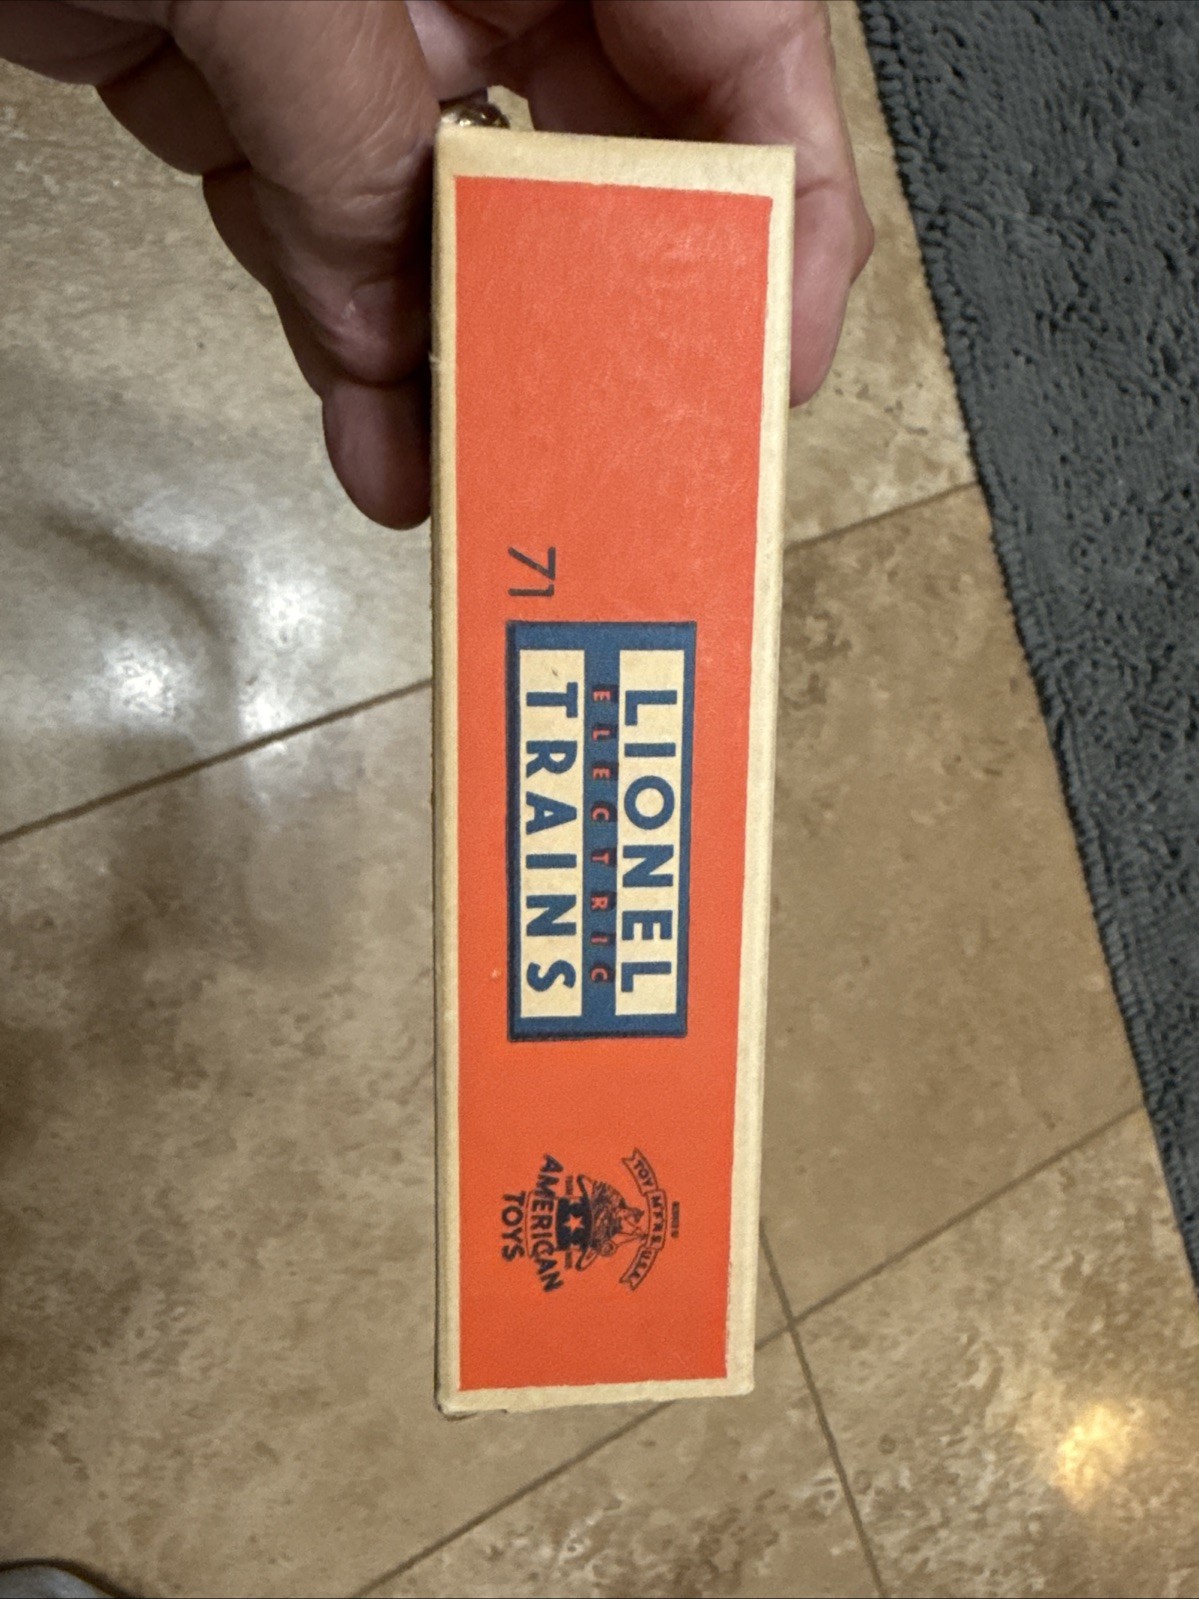 71
LIONEL
ELECTRIC
TRAINS
TOY MFRS. U.S.A.
AMERICAN
TOYS